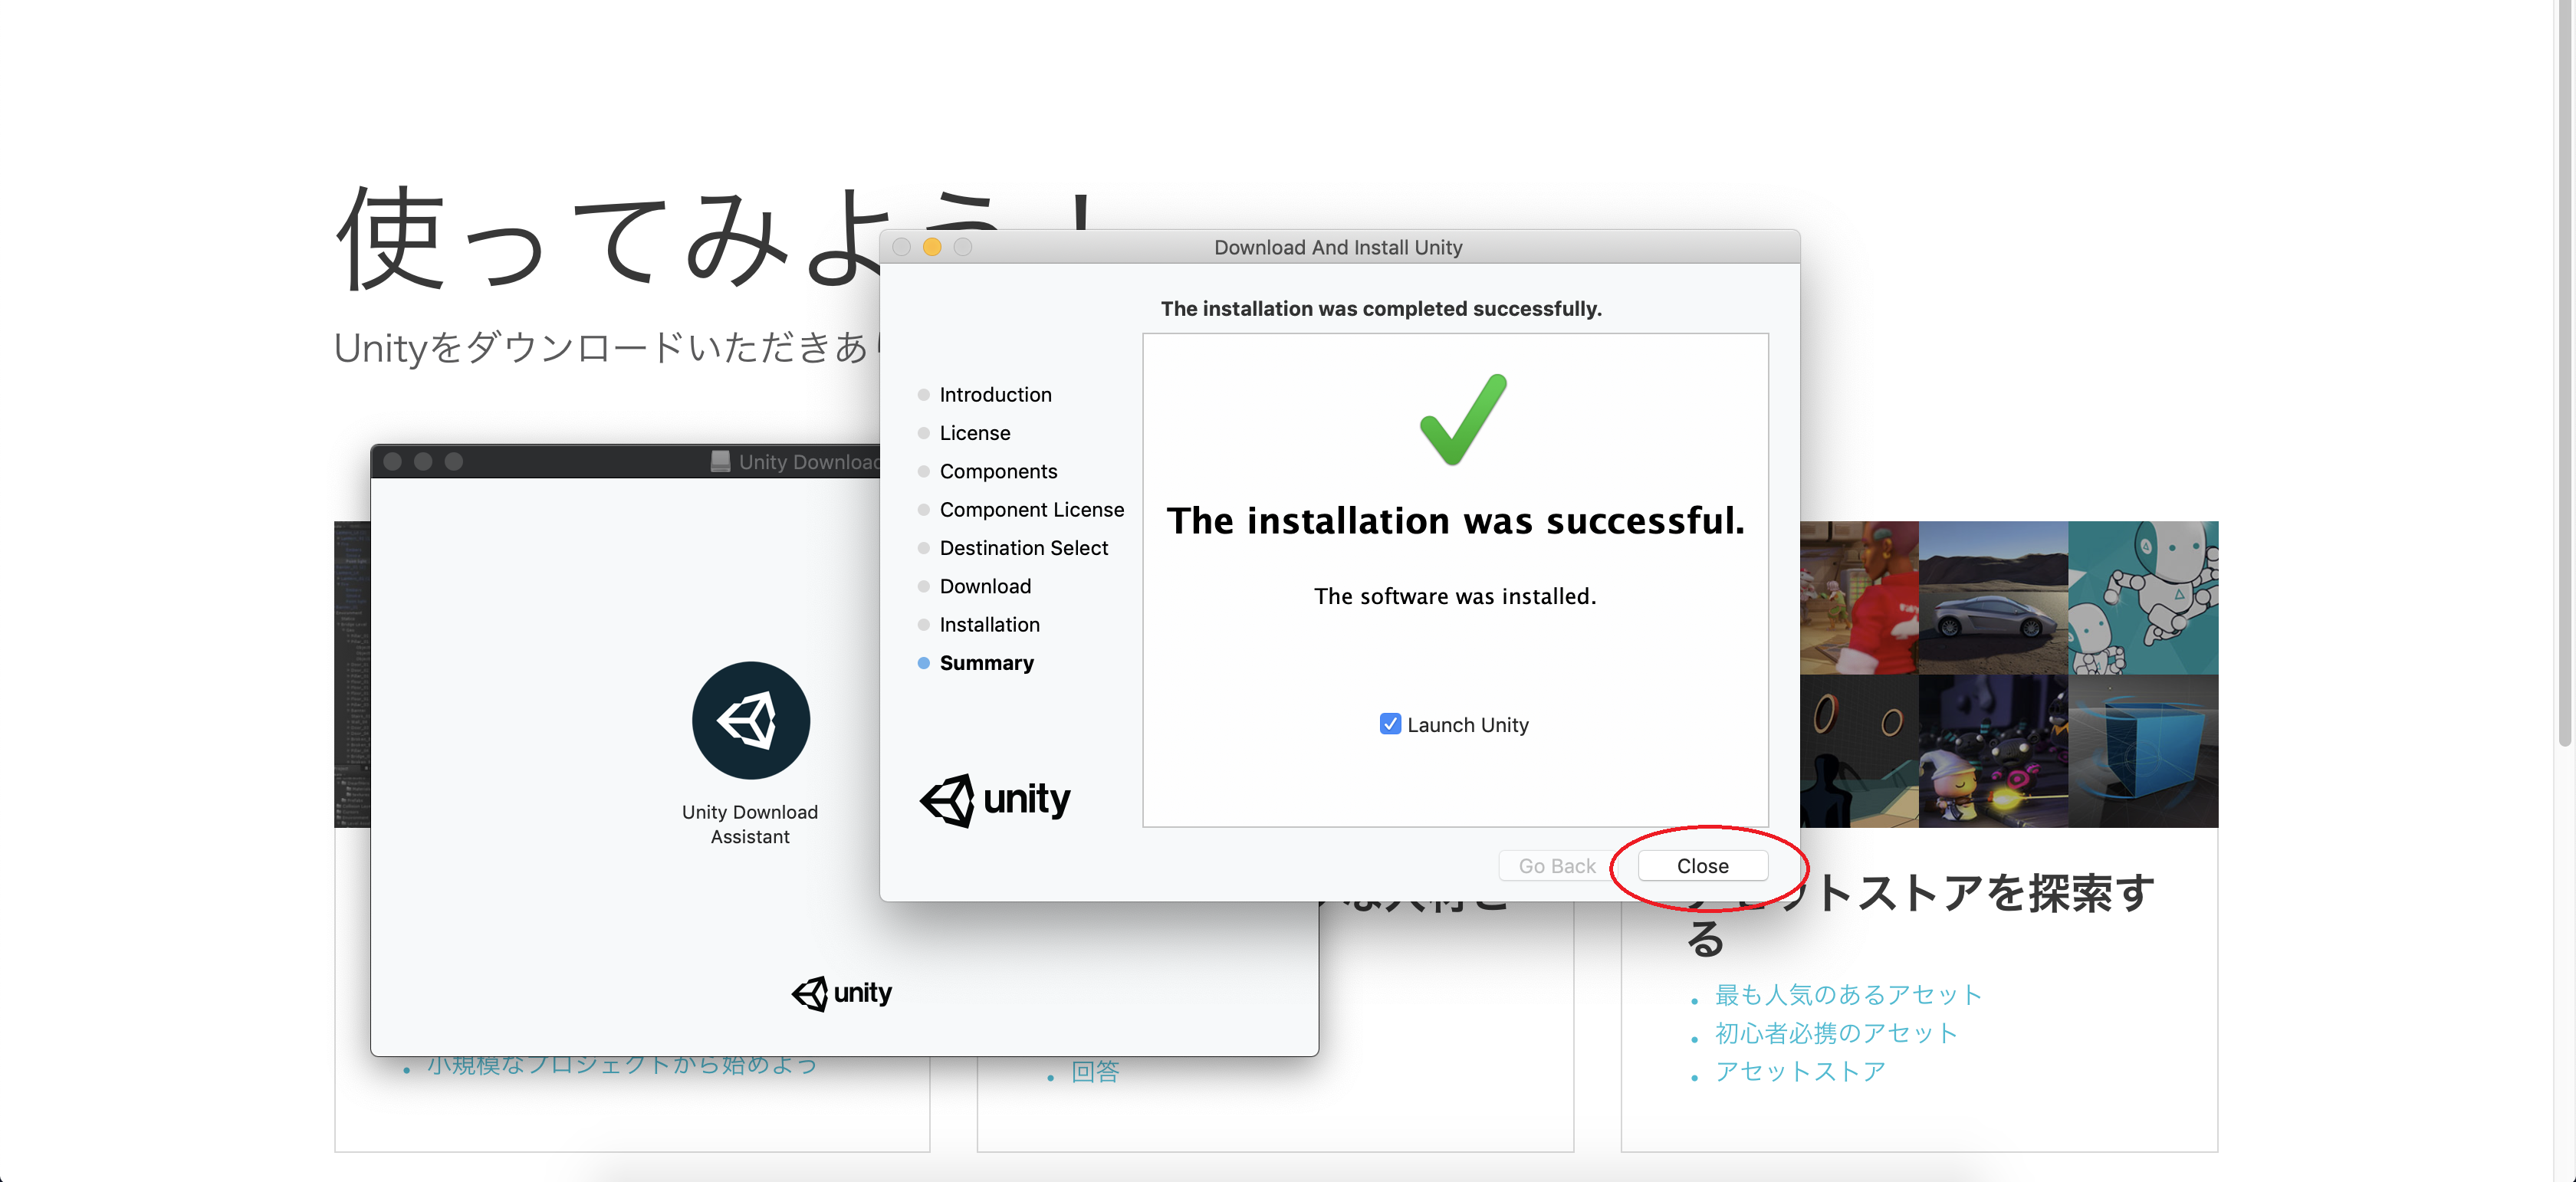 使ってみよう！
Unityをダウンロードいただきあり
Download And Install Unity
The installation was completed successfully.
Introduction
License
Components
Component License
Destination Select
Download
Installation
Summary
The installation was successful.
The software was installed.
Launch Unity
unity
Go Back
Close
Unity Download
Unity Download
Assistant
unity
小規模なプロジェクトから始めよう
回答
アセットストアを探索す
る
最も人気のあるアセット
初心者必携のアセット
アセットストア